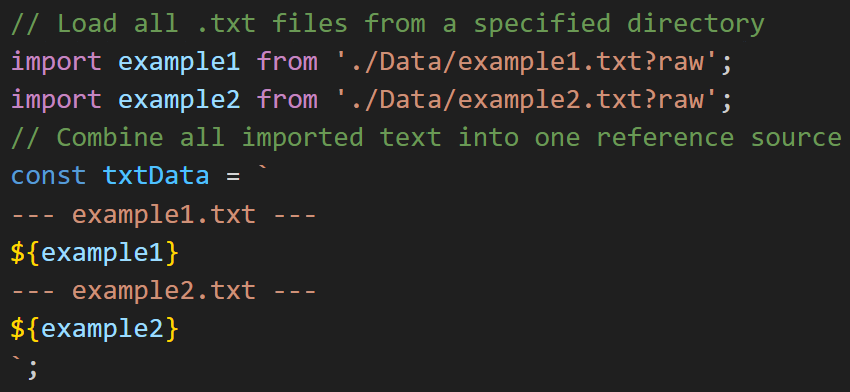 // Load all .txt files from a specified directory
import example1 from './Data/example1.txt?raw';
import example2 from './Data/example2.txt?raw';
// Combine all imported text into one reference source
const txtData = `
--- example1.txt ---
${example1}
--- example2.txt ---
${example2}
`;